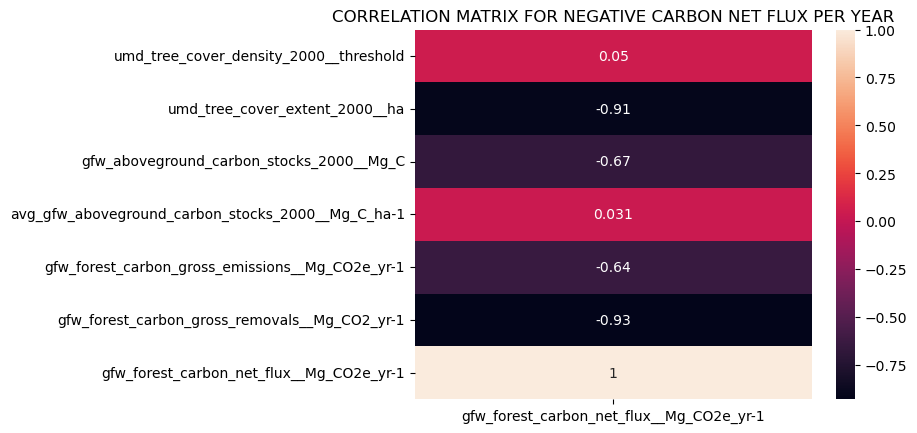 CORRELATION MATRIX FOR NEGATIVE CARBON NET FLUX PER YEAR
umd_tree_cover_density_2000__threshold
0.05
umd_tree_cover_extent_2000__ha
-0.91
gfw_aboveground_carbon_stocks_2000__Mg_C
-0.67
avg_gfw_aboveground_carbon_stocks_2000__Mg_C_ha-1
0.031
gfw_forest_carbon_gross_emissions__Mg_CO2e_yr-1
-0.64
gfw_forest_carbon_gross_removals__Mg_CO2_yr-1
-0.93
gfw_forest_carbon_net_flux__Mg_CO2e_yr-1
1
gfw_forest_carbon_net_flux__Mg_CO2e_yr-1
1.00
0.75
0.50
0.25
0.00
−0.25
−0.50
−0.75